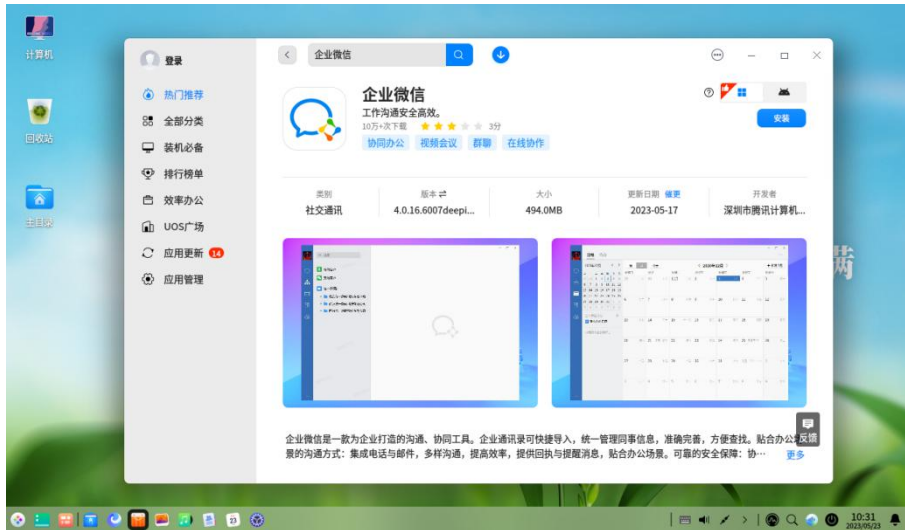 计算机
回收站
主目录
登录
热门推荐
全部分类
装机必备
排行榜单
效率办公
UOS广场
应用更新 14
应用管理
企业微信
企业微信
工作沟通安全高效。
10万+次下载 3分
协同办公 视频会议 群聊 在线协作
安装
类别 版本 大小 更新日期 催更 开发者
社交通讯 4.0.16.6007deepi... 494.0MB 2023-05-17 深圳市腾讯计算机...
满
企业微信是一款为企业打造的沟通、协同工具。企业通讯录可快捷导入，统一管理同事信息，准确完善，方便查找。贴合办公场
景的沟通方式：集成电话与邮件，多样沟通，提高效率，提供回执与提醒消息，贴合办公场景。可靠的安全保障：协… 更多
反馈
10:31
2023/05/23